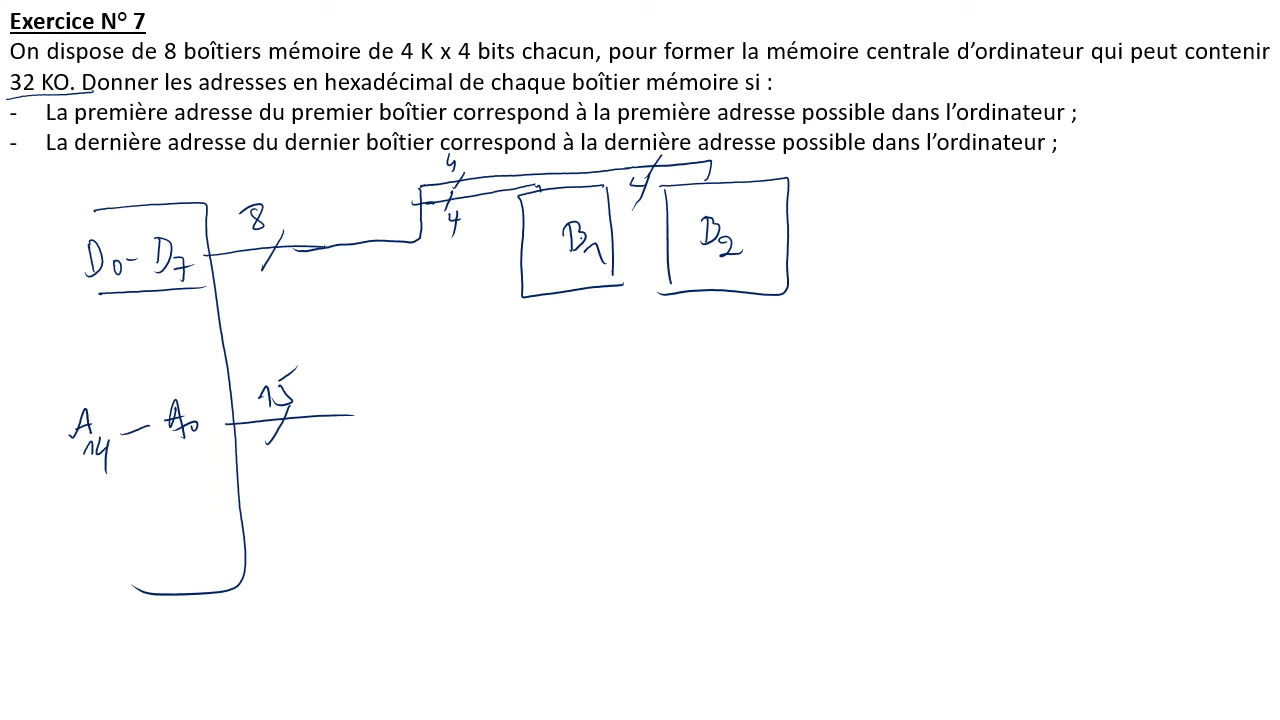 Exercice N° 7
On dispose de 8 boîtiers mémoire de 4 K x 4 bits chacun, pour former la mémoire centrale d’ordinateur qui peut contenir
32 KO. Donner les adresses en hexadécimal de chaque boîtier mémoire si :
- La première adresse du premier boîtier correspond à la première adresse possible dans l’ordinateur ;
- La dernière adresse du dernier boîtier correspond à la dernière adresse possible dans l’ordinateur ;
4
4
4
8
B1
B2
D0 - D7
15
A14 - A0